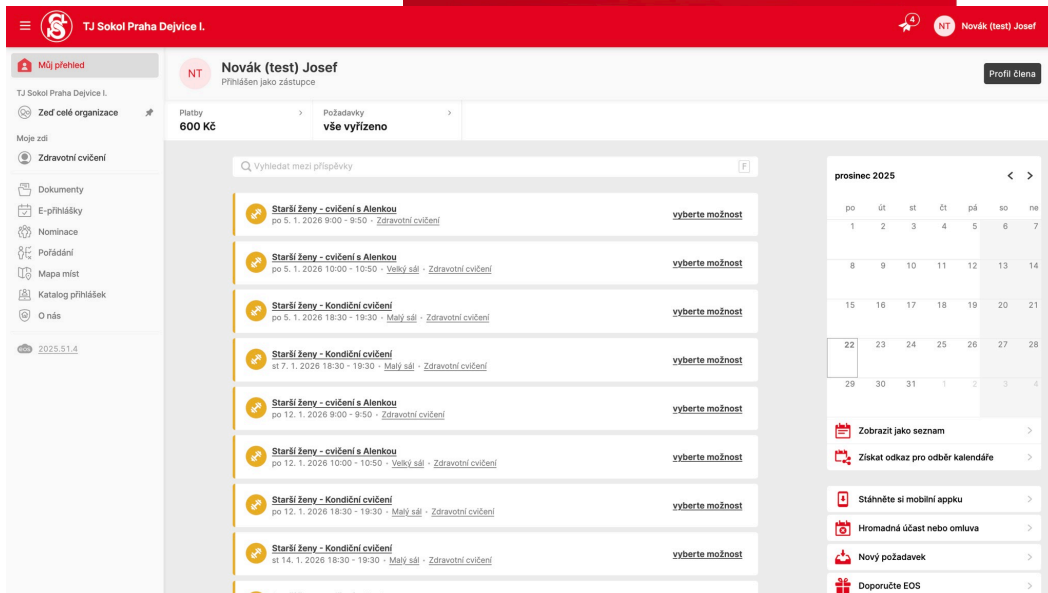 TJ Sokol Praha Dejvice I.
4
NT
Novák (test) Josef
Můj přehled
TJ Sokol Praha Dejvice I.
Zeď celé organizace
Moje zdi
Zdravotní cvičení
Dokumenty
E-přihlášky
Nominace
Pořádání
Mapa míst
Katalog přihlášek
O nás
2025.51.4
NT
Novák (test) Josef
Přihlášen jako zástupce
Profil člena
Platby
600 Kč
Požadavky
vše vyřízeno
Vyhledat mezi příspěvky
F
Starší ženy - cvičení s Alenkou
po 5. 1. 2026 9:00 - 9:50 - Zdravotní cvičení
vyberte možnost
Starší ženy - cvičení s Alenkou
po 5. 1. 2026 10:00 - 10:50 - Velký sál - Zdravotní cvičení
vyberte možnost
Starší ženy - Kondiční cvičení
po 5. 1. 2026 18:30 - 19:30 - Malý sál - Zdravotní cvičení
vyberte možnost
Starší ženy - Kondiční cvičení
st 7. 1. 2026 18:30 - 19:30 - Malý sál - Zdravotní cvičení
vyberte možnost
Starší ženy - cvičení s Alenkou
po 12. 1. 2026 9:00 - 9:50 - Zdravotní cvičení
vyberte možnost
Starší ženy - cvičení s Alenkou
po 12. 1. 2026 10:00 - 10:50 - Velký sál - Zdravotní cvičení
vyberte možnost
Starší ženy - Kondiční cvičení
po 12. 1. 2026 18:30 - 19:30 - Malý sál - Zdravotní cvičení
vyberte možnost
Starší ženy - Kondiční cvičení
st 14. 1. 2026 18:30 - 19:30 - Malý sál - Zdravotní cvičení
vyberte možnost
prosinec 2025
po út st čt pá so ne
1 2 3 4 5 6 7
8 9 10 11 12 13 14
15 16 17 18 19 20 21
22 23 24 25 26 27 28
29 30 31 1 2 3 4
Zobrazit jako seznam
Získat odkaz pro odběr kalendáře
Stáhněte si mobilní appku
Hromadná účast nebo omluva
Nový požadavek
Doporučte EOS